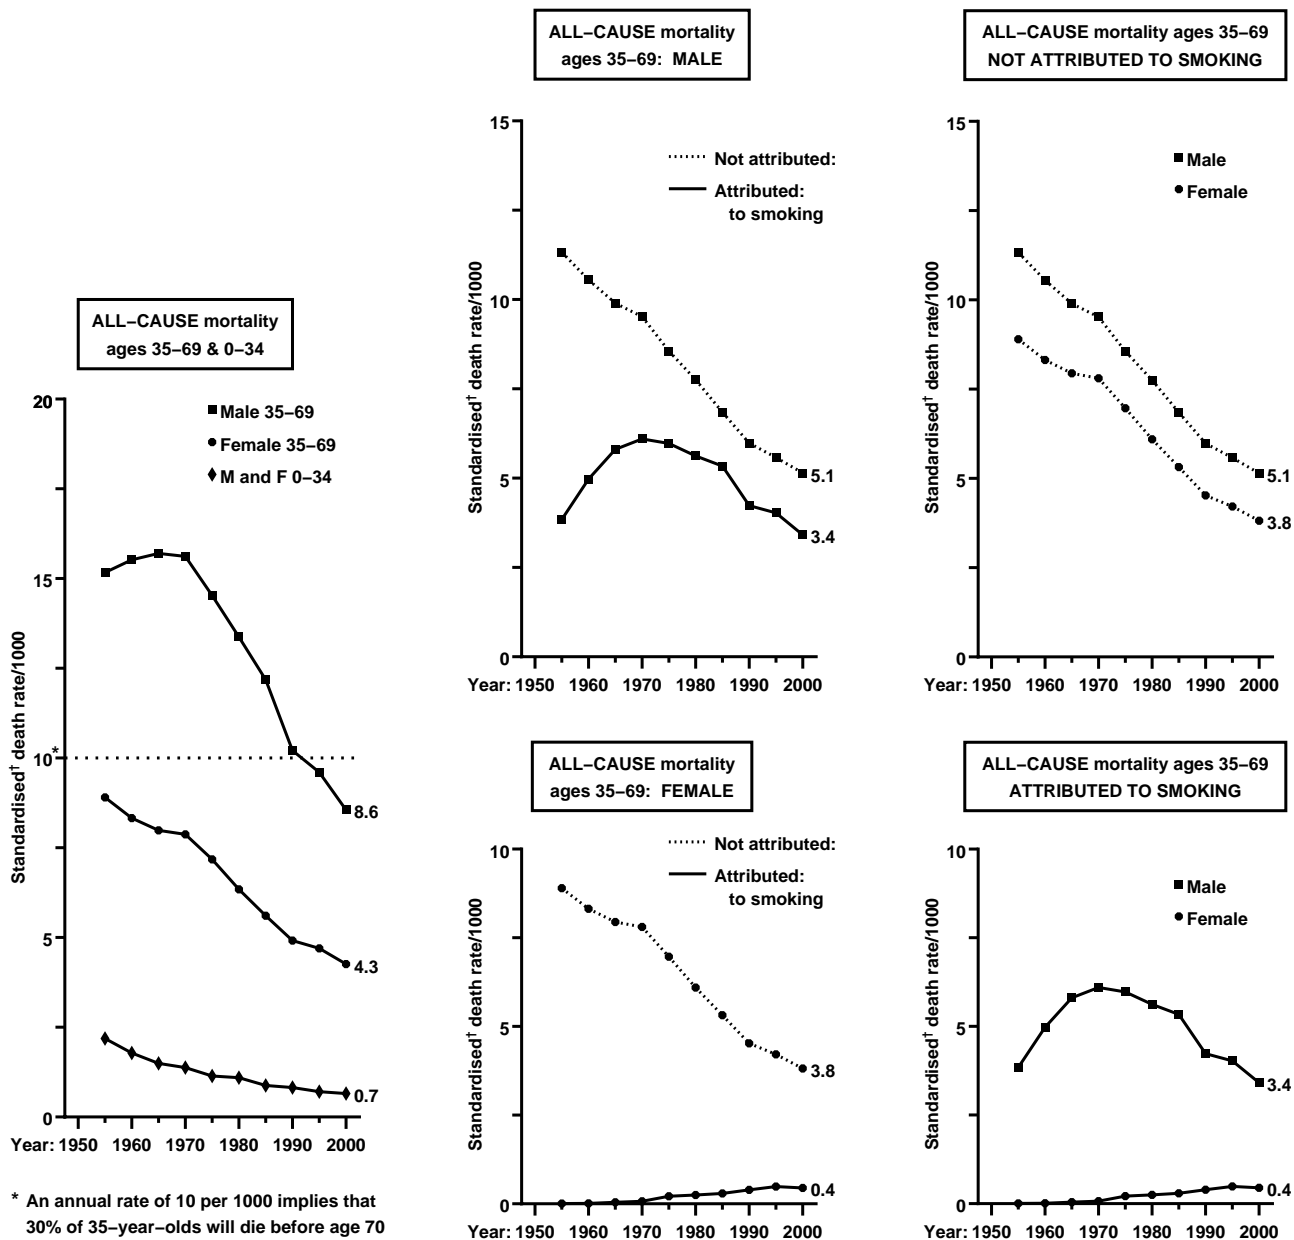 ALL−CAUSE mortality
ages 35−69 & 0−34
20
15
10*
5
0
Standardised† death rate/1000
Male 35−69
Female 35−69
M and F 0−34
8.6
4.3
0.7
Year: 1950 1960 1970 1980 1990 2000
* An annual rate of 10 per 1000 implies that
30% of 35−year−olds will die before age 70
ALL−CAUSE mortality
ages 35−69: MALE
15
10
5
0
Standardised† death rate/1000
Not attributed:
Attributed:
to smoking
5.1
3.4
Year: 1950 1960 1970 1980 1990 2000
ALL−CAUSE mortality ages 35−69
NOT ATTRIBUTED TO SMOKING
15
10
5
0
Standardised† death rate/1000
Male
Female
5.1
3.8
Year: 1950 1960 1970 1980 1990 2000
ALL−CAUSE mortality
ages 35−69: FEMALE
10
5
0
Standardised† death rate/1000
Not attributed:
Attributed:
to smoking
3.8
0.4
Year: 1950 1960 1970 1980 1990 2000
ALL−CAUSE mortality ages 35−69
ATTRIBUTED TO SMOKING
10
5
0
Standardised† death rate/1000
Male
Female
3.4
0.4
Year: 1950 1960 1970 1980 1990 2000